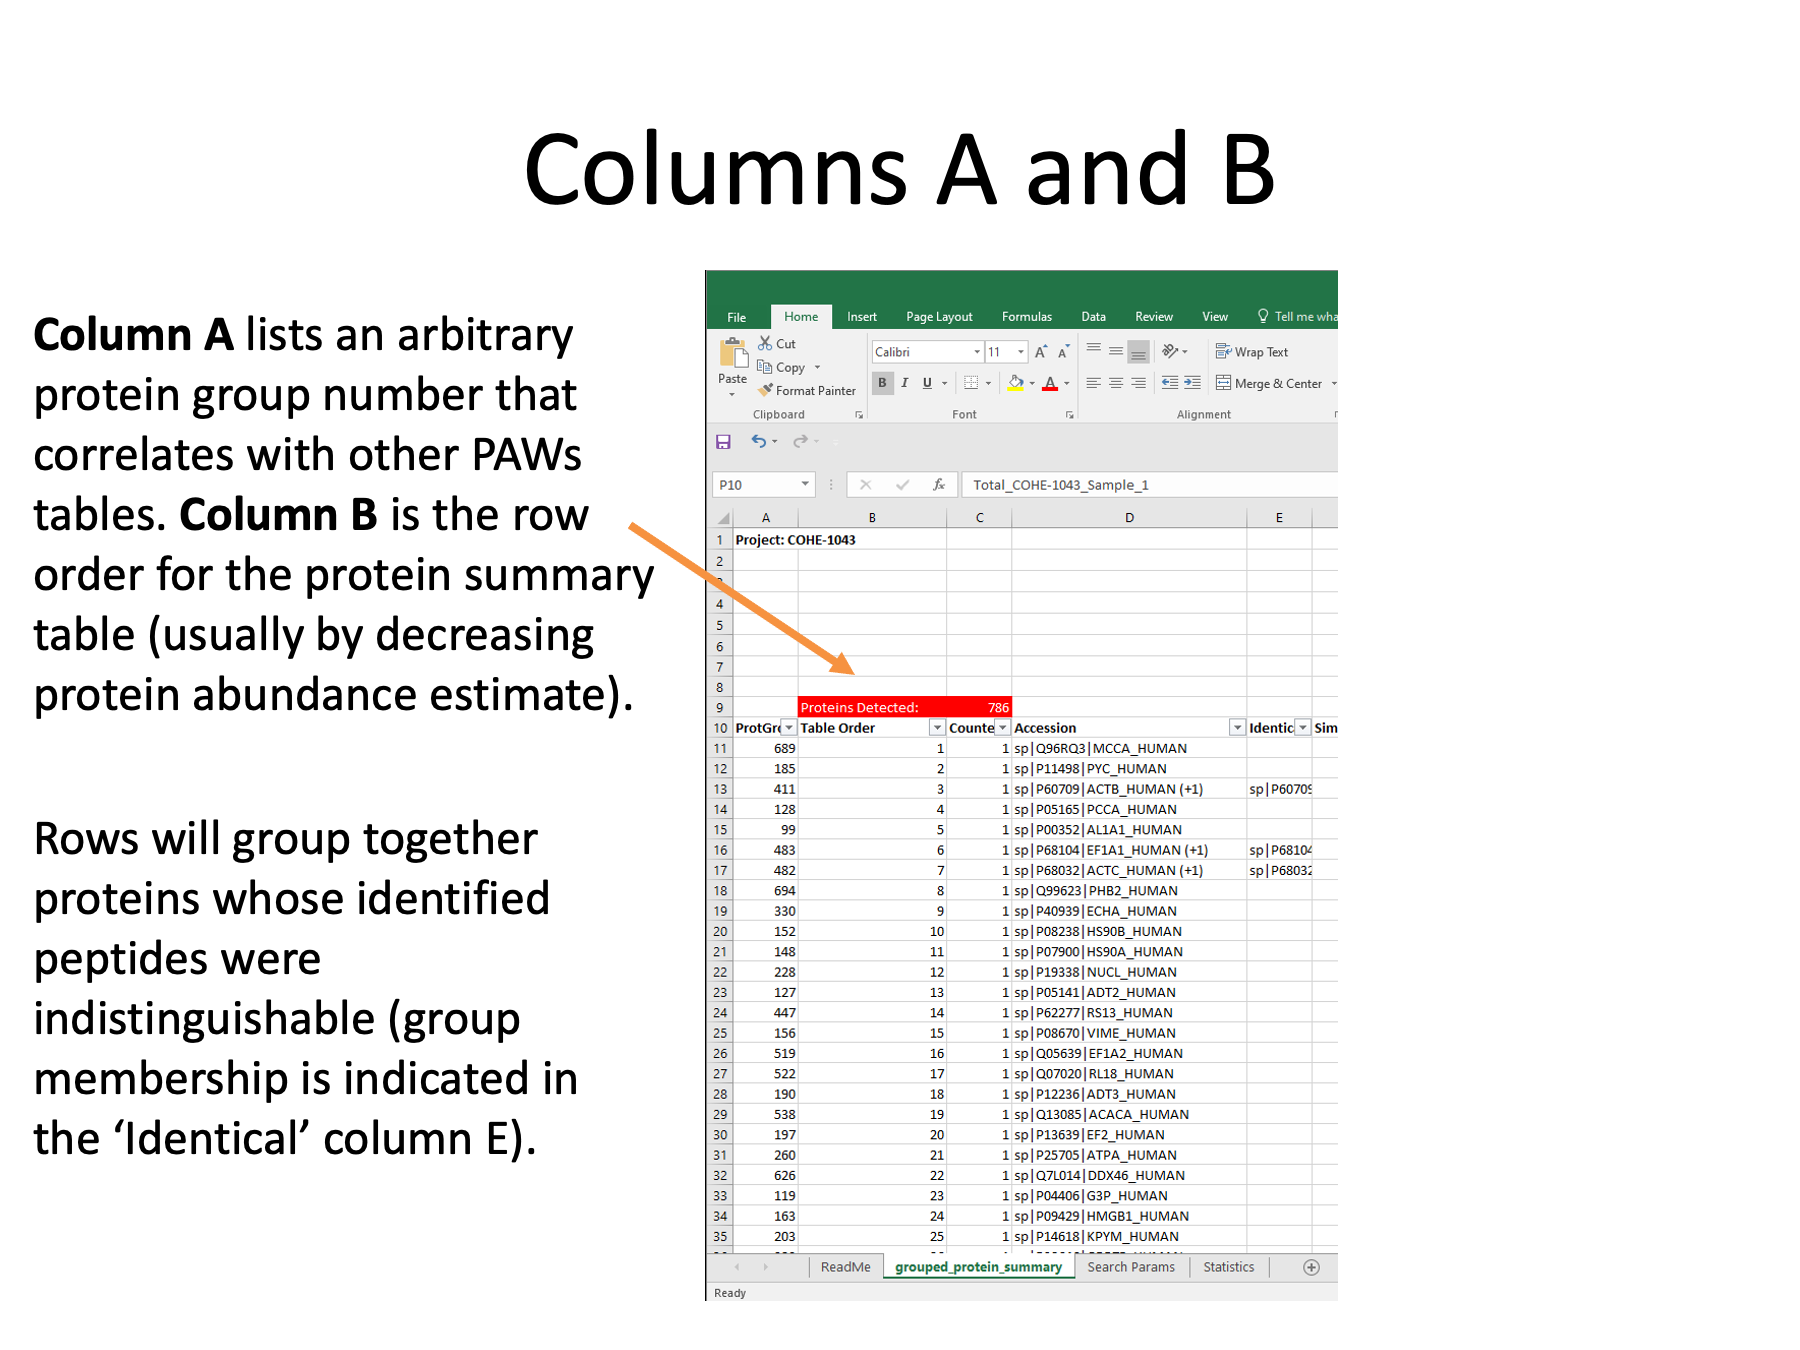 Columns A and B
Column A lists an arbitrary
protein group number that
correlates with other PAWs
tables. Column B is the row
order for the protein summary
table (usually by decreasing
protein abundance estimate).
Rows will group together
proteins whose identified
peptides were
indistinguishable (group
membership is indicated in
the ‘Identical’ column E).
File Home Insert Page Layout Formulas Data Review View Tell me wha
Cut
Copy
Format Painter
Paste
Calibri 11
B I U
Wrap Text
Merge & Center
Clipboard Font Alignment
P10 fx Total_COHE-1043_Sample_1
A B C D E
1 Project: COHE-1043
2
4
5
6
7
8
9 Proteins Detected: 786
10 ProtGr Table Order Counte Accession Identic Sim
11 689 1 1 sp|Q96RQ3|MCCA_HUMAN
12 185 2 1 sp|P11498|PYC_HUMAN
13 411 3 1 sp|P60709|ACTB_HUMAN (+1) sp|P60709
14 128 4 1 sp|P05165|PCCA_HUMAN
15 99 5 1 sp|P00352|AL1A1_HUMAN
16 483 6 1 sp|P68104|EF1A1_HUMAN (+1) sp|P68104
17 482 7 1 sp|P68032|ACTC_HUMAN (+1) sp|P68032
18 694 8 1 sp|Q99623|PHB2_HUMAN
19 330 9 1 sp|P40939|ECHA_HUMAN
20 152 10 1 sp|P08238|HS90B_HUMAN
21 148 11 1 sp|P07900|HS90A_HUMAN
22 228 12 1 sp|P19338|NUCL_HUMAN
23 127 13 1 sp|P05141|ADT2_HUMAN
24 447 14 1 sp|P62277|RS13_HUMAN
25 156 15 1 sp|P08670|VIME_HUMAN
26 519 16 1 sp|Q05639|EF1A2_HUMAN
27 522 17 1 sp|Q07020|RL18_HUMAN
28 190 18 1 sp|P12236|ADT3_HUMAN
29 538 19 1 sp|Q13085|ACACA_HUMAN
30 197 20 1 sp|P13639|EF2_HUMAN
31 260 21 1 sp|P25705|ATPA_HUMAN
32 626 22 1 sp|Q7L014|DDX46_HUMAN
33 119 23 1 sp|P04406|G3P_HUMAN
34 163 24 1 sp|P09429|HMGB1_HUMAN
35 203 25 1 sp|P14618|KPYM_HUMAN
ReadMe grouped_protein_summary Search Params Statistics
Ready